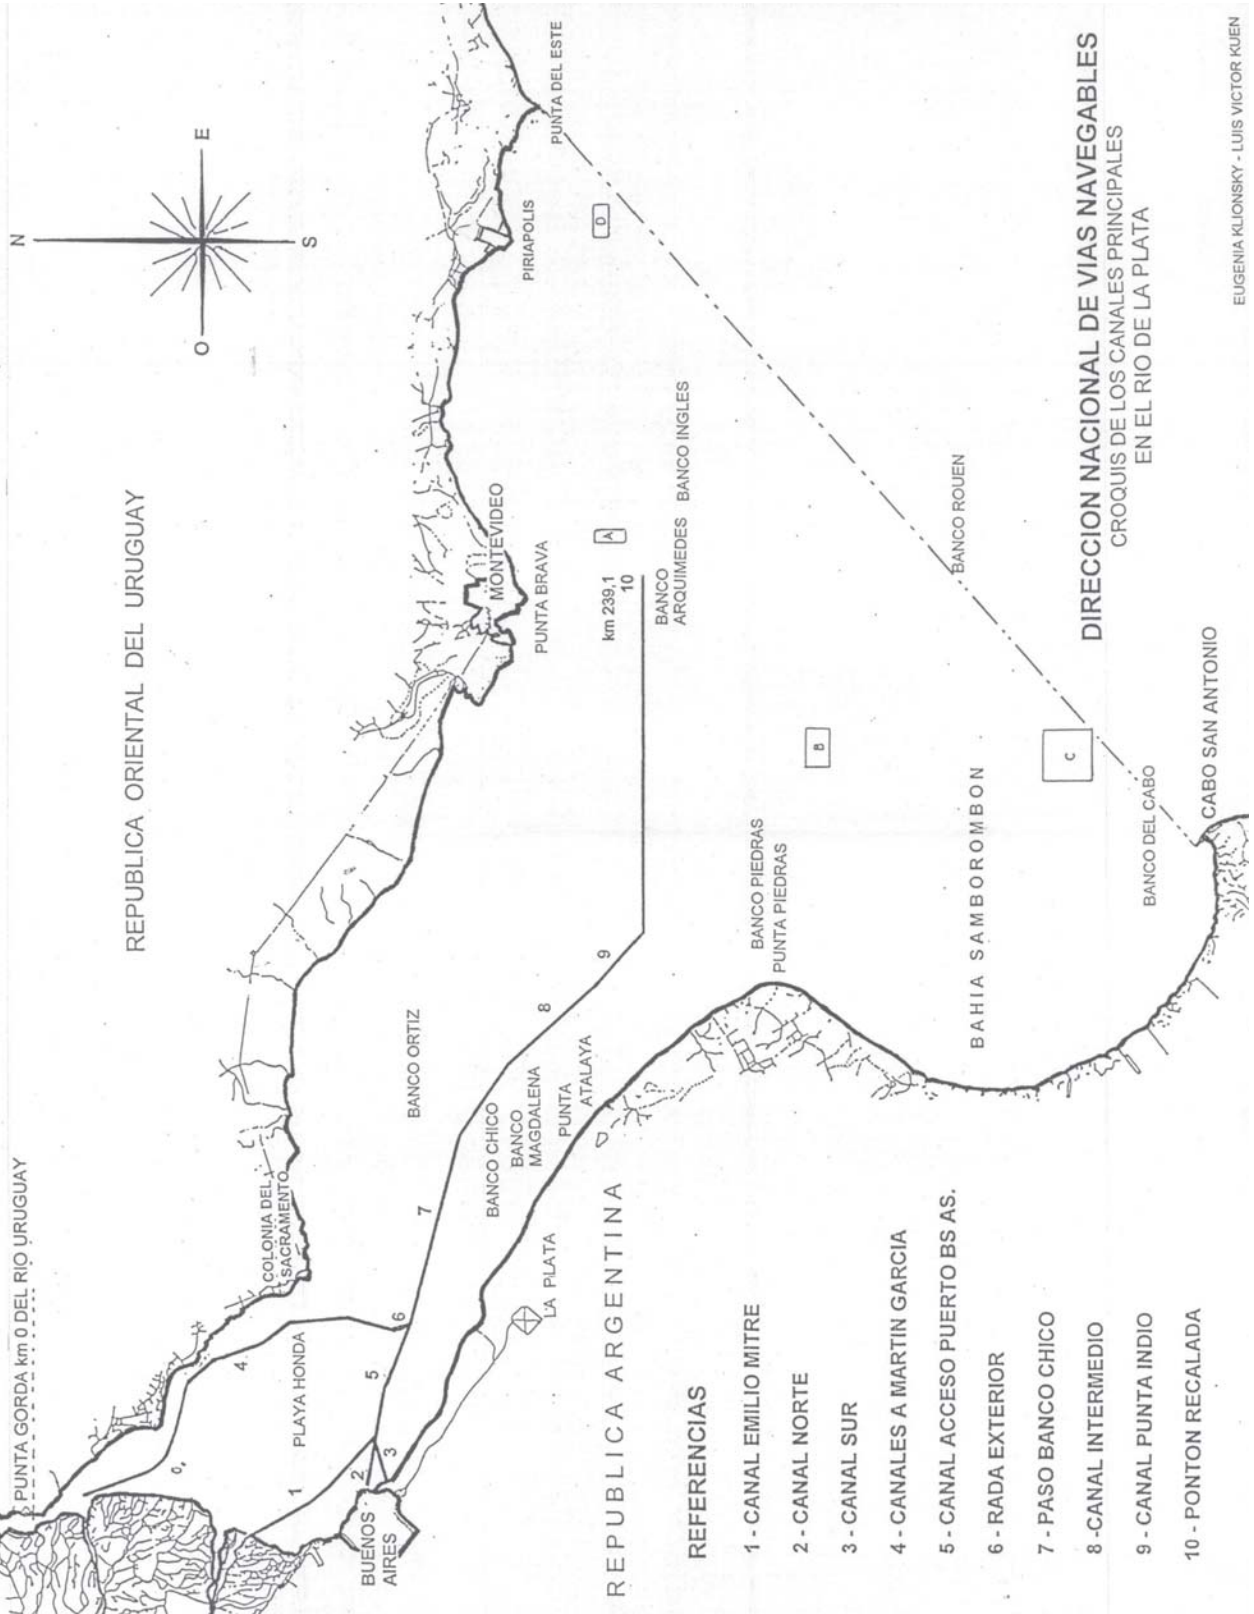 N
O
E
S
PUNTA GORDA km 0 DEL RIO URUGUAY
REPUBLICA ORIENTAL DEL URUGUAY
COLONIA DEL
SACRAMENTO
PLAYA HONDA
BUENOS
AIRES
1
2
3
4
5
6
7
8
9
BANCO ORTIZ
BANCO CHICO
BANCO
MAGDALENA
PUNTA
ATALAYA
LA PLATA
MONTEVIDEO
PUNTA BRAVA
PIRIAPOLIS
PUNTA DEL ESTE
km 239,1
10
A
D
BANCO
ARQUIMEDES
BANCO INGLES
BANCO PIEDRAS
PUNTA PIEDRAS
B
BANCO ROUEN
BAHIA SAMBOROMBON
C
BANCO DEL CABO
CABO SAN ANTONIO
REPUBLICA ARGENTINA
REFERENCIAS
1 - CANAL EMILIO MITRE
2 - CANAL NORTE
3 - CANAL SUR
4 - CANALES A MARTIN GARCIA
5 - CANAL ACCESO PUERTO BS AS.
6 - RADA EXTERIOR
7 - PASO BANCO CHICO
8 -CANAL INTERMEDIO
9 - CANAL PUNTA INDIO
10 - PONTON RECALADA
DIRECCION NACIONAL DE VIAS NAVEGABLES
CROQUIS DE LOS CANALES PRINCIPALES
EN EL RIO DE LA PLATA
EUGENIA KLIONSKY - LUIS VICTOR KUEN